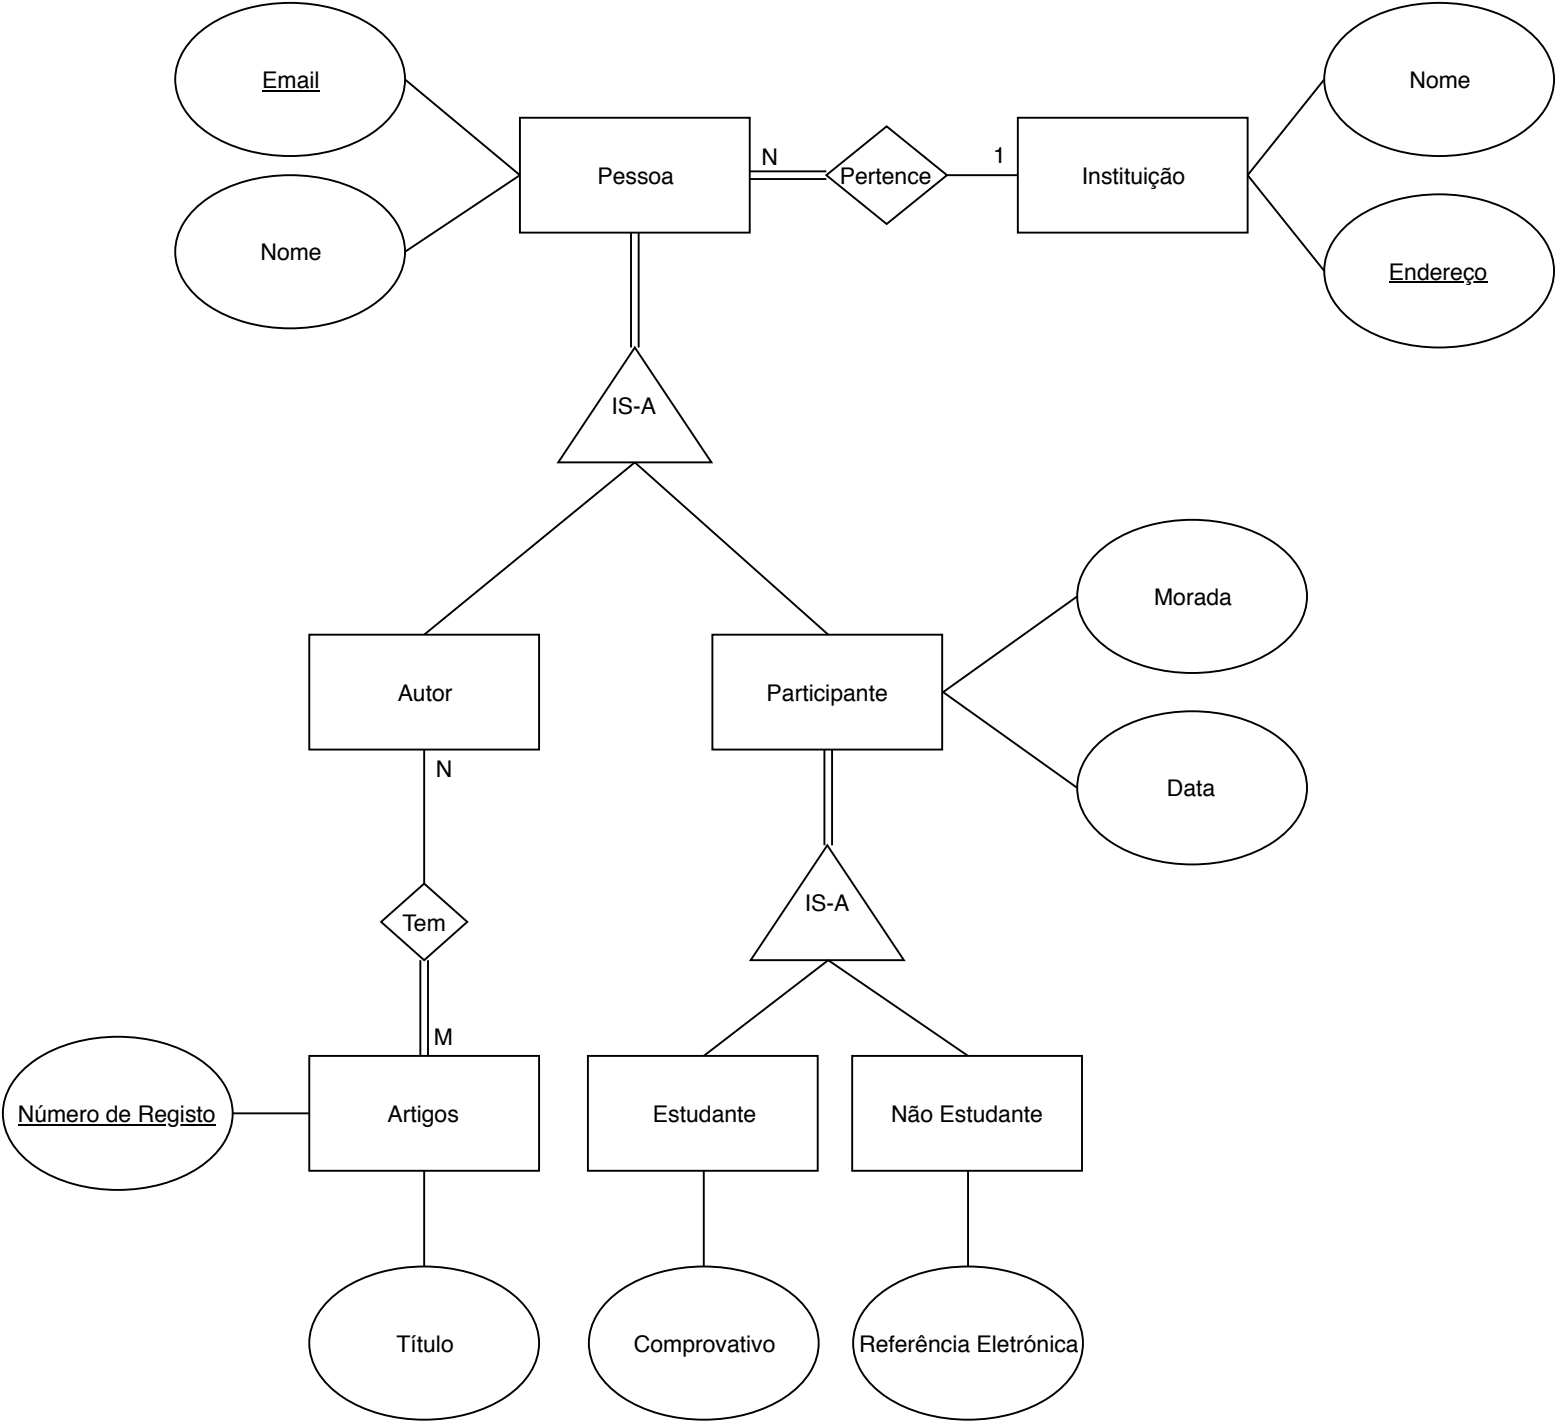 Email
Nome
Pessoa
N
Pertence
1
Instituição
Nome
Endereço
IS-A
Autor
Participante
Morada
Data
N
Tem
M
IS-A
Número de Registo
Artigos
Estudante
Não Estudante
Título
Comprovativo
Referência Eletrónica